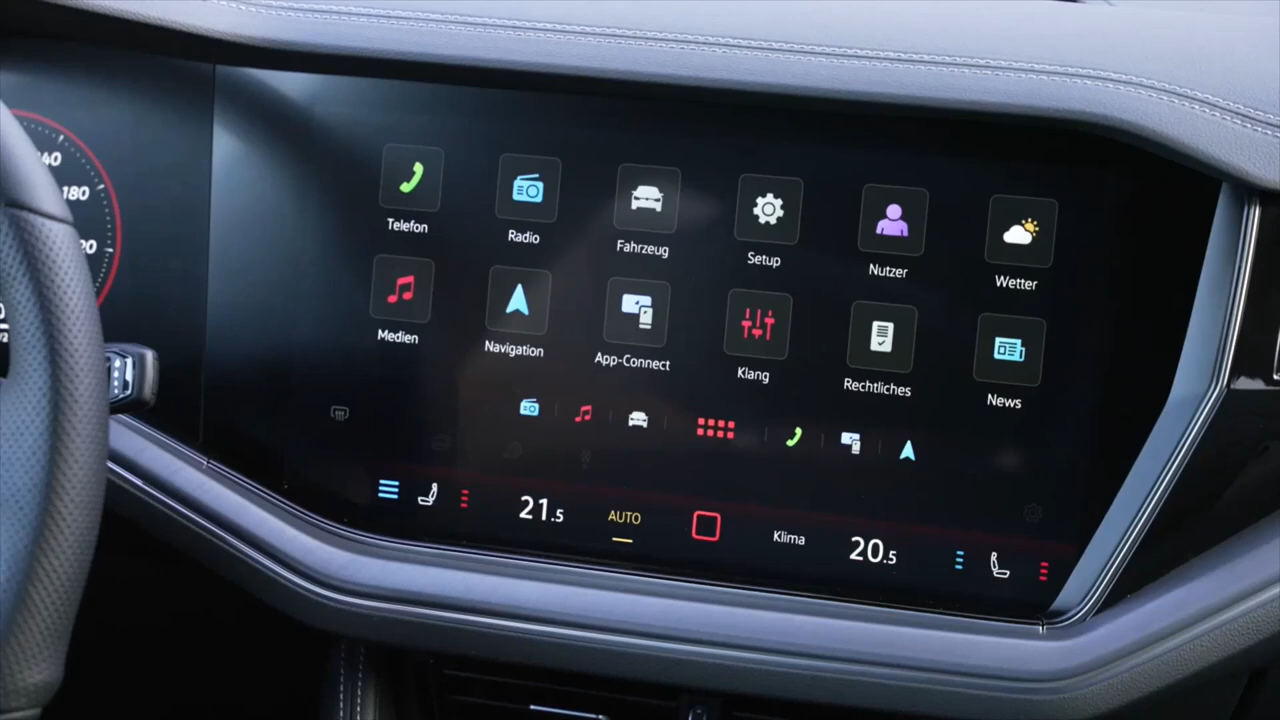 Telefon
Radio
Fahrzeug
Setup
Nutzer
Wetter
Medien
Navigation
App-Connect
Klang
Rechtliches
News
21.5
AUTO
Klima
20.5
180